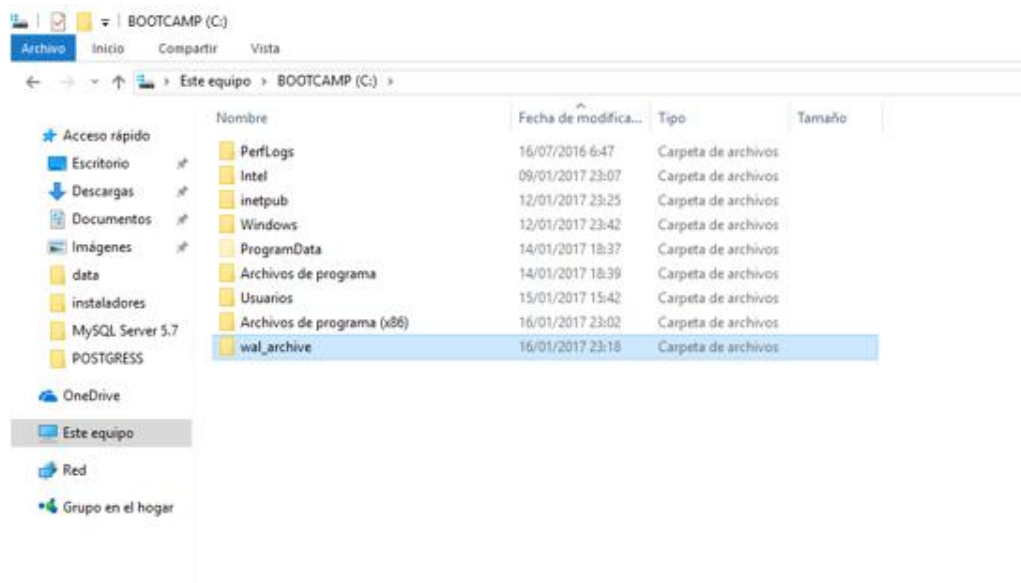 BOOTCAMP (C:)
Archivo Inicio Compartir Vista
Este equipo > BOOTCAMP (C:) >
Nombre Fecha de modifica... Tipo Tamaño
Acceso rápido
Escritorio
Descargas
Documentos
Imágenes
data
instaladores
MySQL Server 5.7
POSTGRESS
OneDrive
Este equipo
Red
Grupo en el hogar
PerfLogs 16/07/2016 6:47 Carpeta de archivos
Intel 09/01/2017 23:07 Carpeta de archivos
inetpub 12/01/2017 23:25 Carpeta de archivos
Windows 12/01/2017 23:42 Carpeta de archivos
ProgramData 14/01/2017 18:37 Carpeta de archivos
Archivos de programa 14/01/2017 18:39 Carpeta de archivos
Usuarios 15/01/2017 15:42 Carpeta de archivos
Archivos de programa (x86) 16/01/2017 23:02 Carpeta de archivos
wal_archive 16/01/2017 23:18 Carpeta de archivos